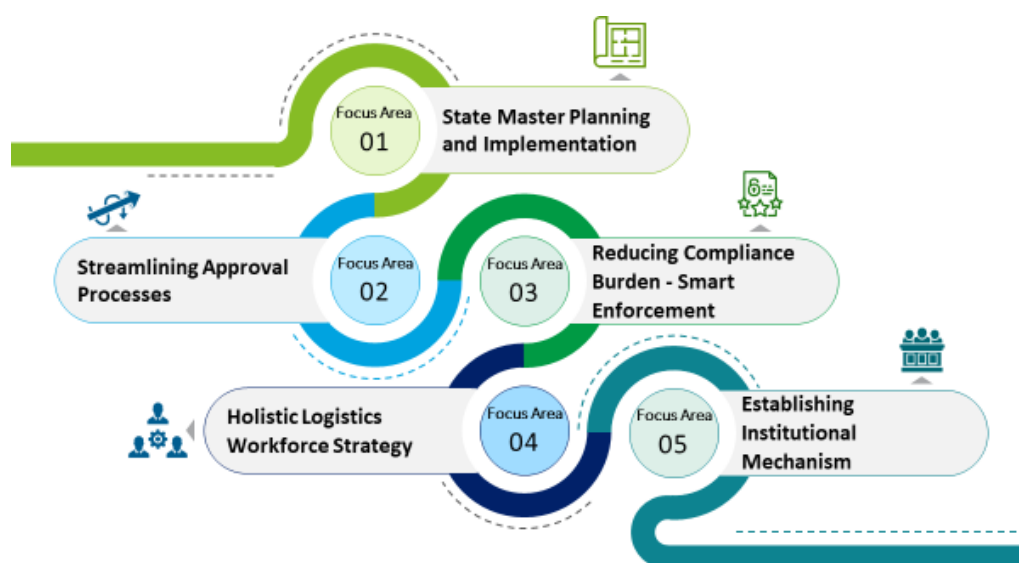 Focus Area
01
State Master Planning
and Implementation
Streamlining Approval
Processes
Focus Area
02
Focus Area
03
Reducing Compliance
Burden - Smart
Enforcement
Holistic Logistics
Workforce Strategy
Focus Area
04
Focus Area
05
Establishing
Institutional
Mechanism